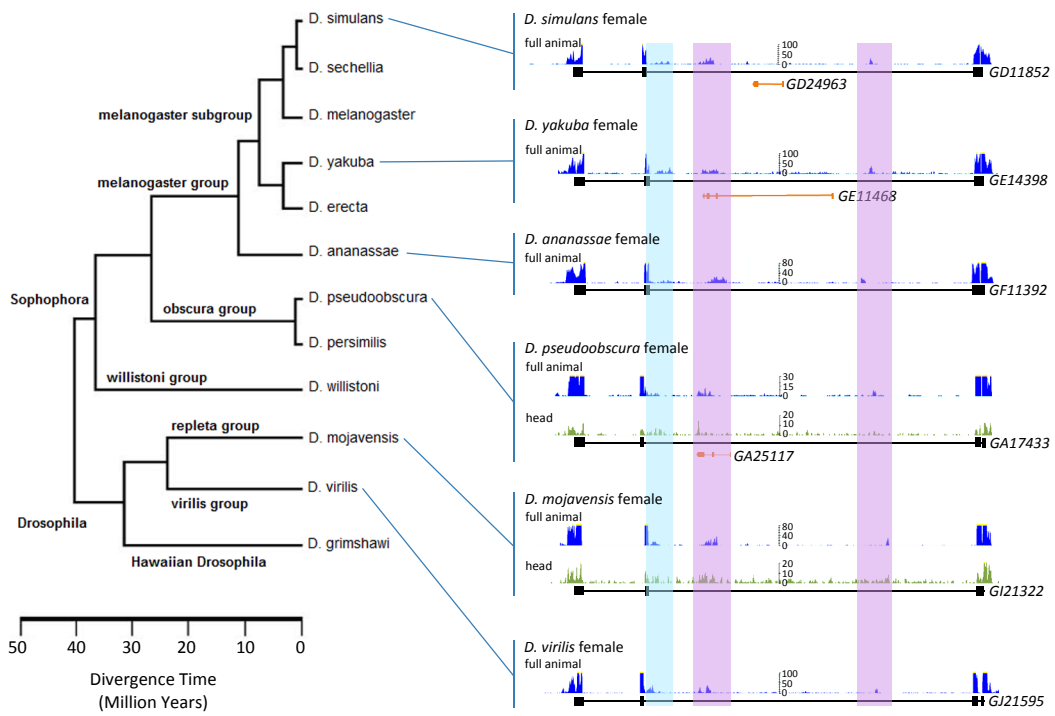 D. simulans
D. sechellia
D. melanogaster
melanogaster subgroup
D. yakuba
melanogaster group
D. erecta
D. ananassae
Sophophora
D. pseudoobscura
obscura group
D. persimilis
willistoni group
D. willistoni
repleta group
D. mojavensis
D. virilis
virilis group
Drosophila
D. grimshawi
Hawaiian Drosophila
50 40 30 20 10 0
Divergence Time
(Million Years)
D. simulans female
full animal
100
50
0
GD11852
GD24963
D. yakuba female
full animal
100
50
0
GE14398
GE11468
D. ananassae female
full animal
80
40
0
GF11392
D. pseudoobscura female
full animal
30
15
0
head
20
10
0
GA17433
GA25117
D. mojavensis female
full animal
80
40
0
head
20
10
0
GI21322
D. virilis female
full animal
100
50
0
GJ21595